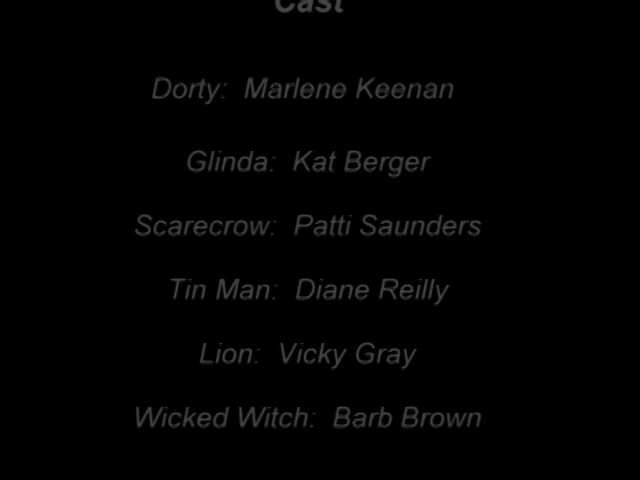 Cast
Dorty: Marlene Keenan
Glinda: Kat Berger
Scarecrow: Patti Saunders
Tin Man: Diane Reilly
Lion: Vicky Gray
Wicked Witch: Barb Brown